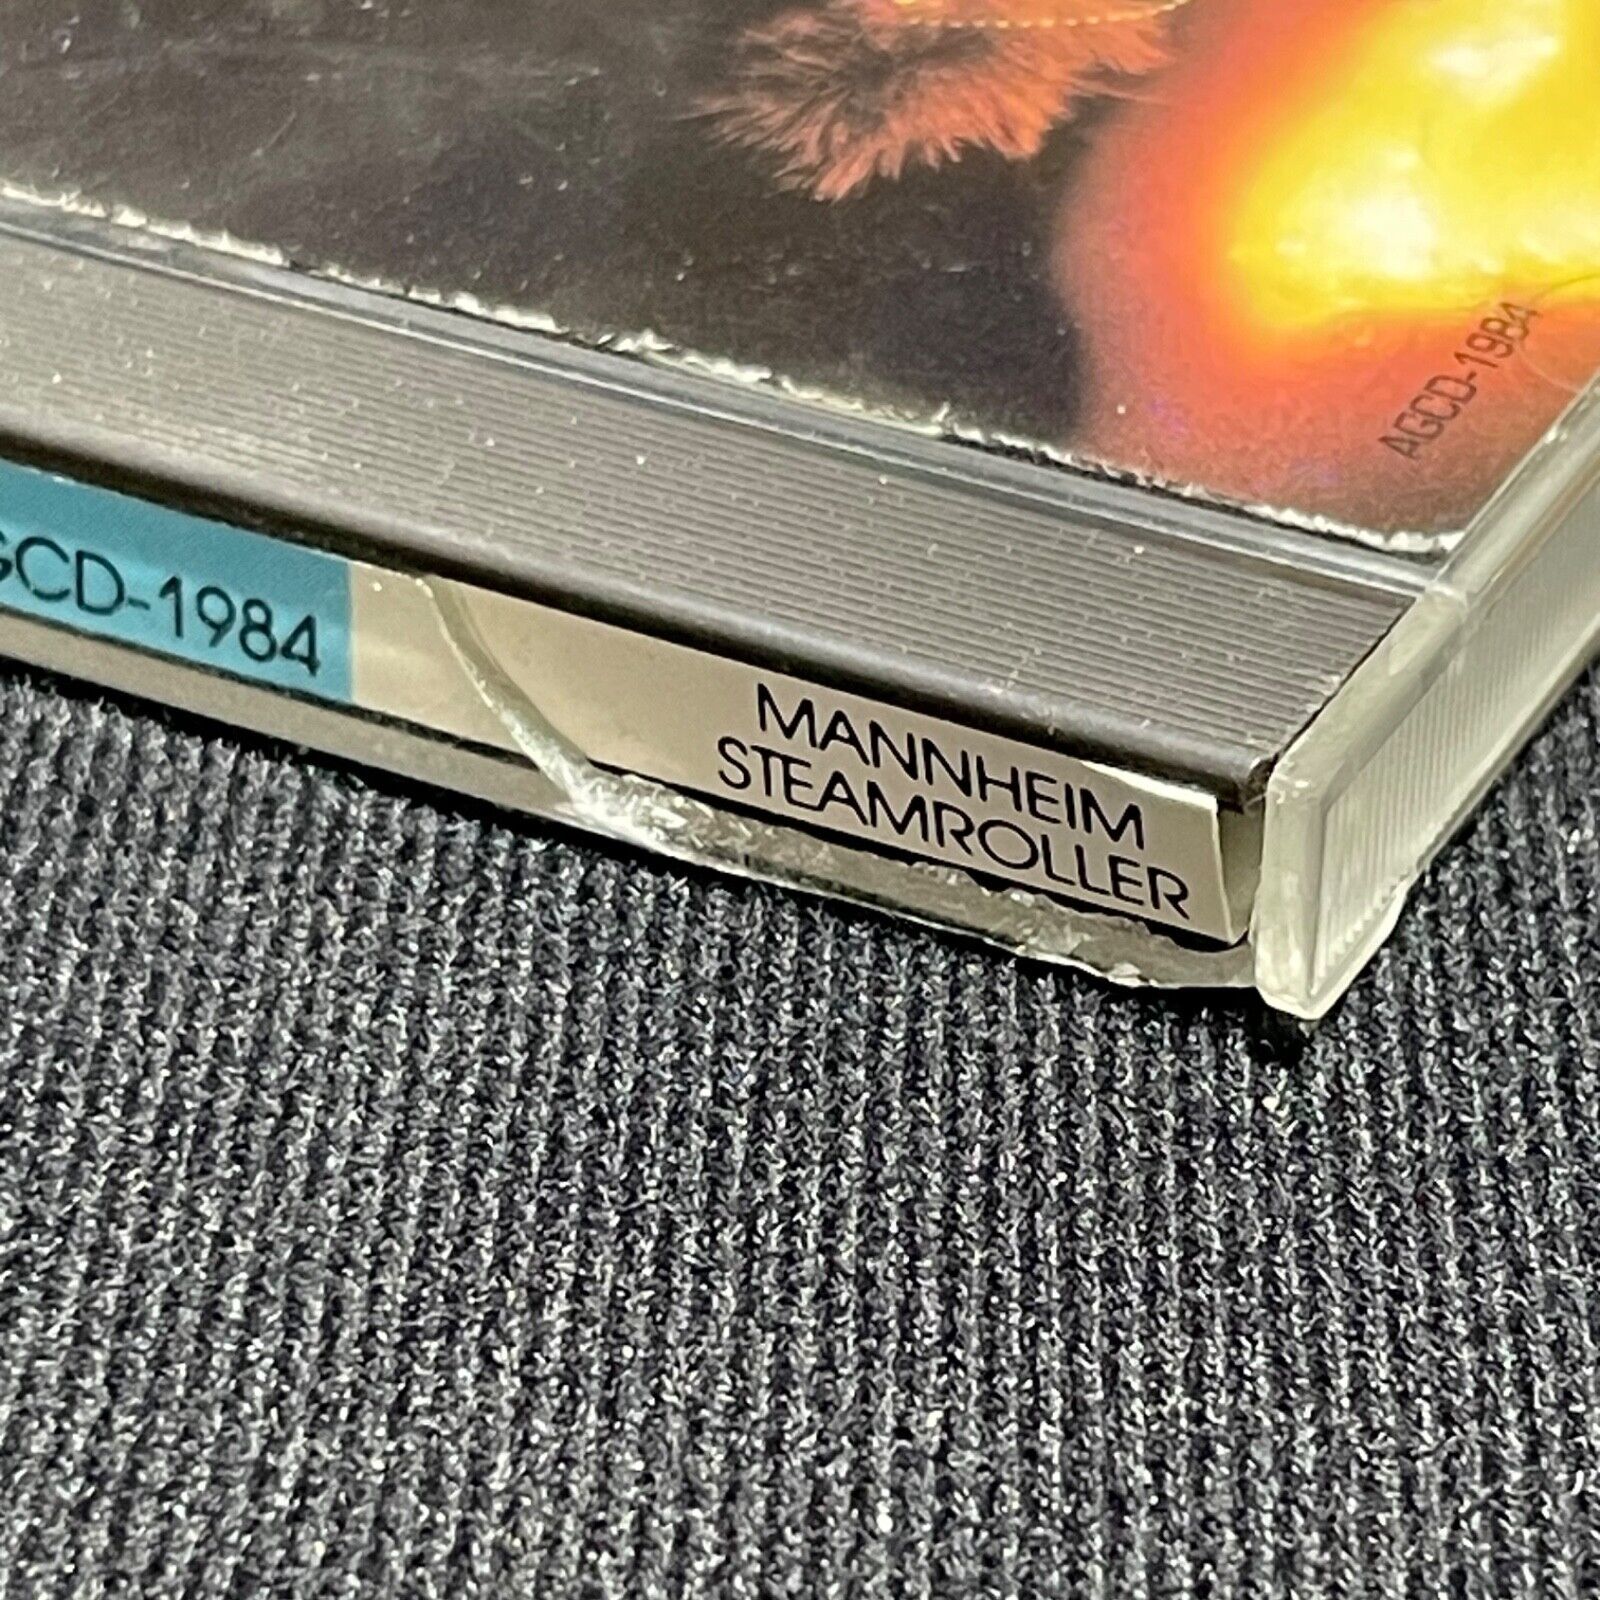 AGCD-1984
GCD-1984
MANNHEIM
STEAMROLLER